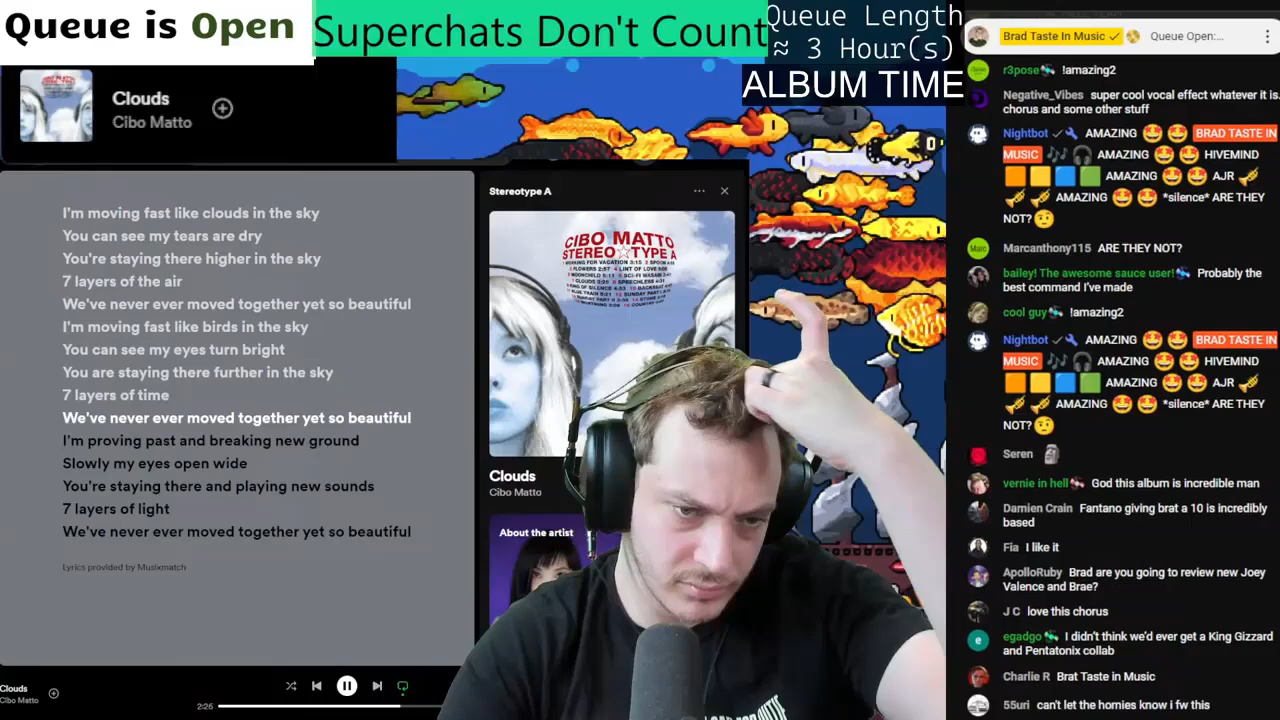 Queue is Open
Superchats Don't Count
Queue Length
≈ 3 Hour(s)
ALBUM TIME
Clouds
Cibo Matto
I'm moving fast like clouds in the sky
You can see my tears are dry
You're staying there higher in the sky
7 layers of the air
We've never ever moved together yet so beautiful
I'm moving fast like birds in the sky
You can see my eyes turn bright
You are staying there further in the sky
7 layers of time
We've never ever moved together yet so beautiful
I'm proving past and breaking new ground
Slowly my eyes open wide
You're staying there and playing new sounds
7 layers of light
We've never ever moved together yet so beautiful
Lyrics provided by Musixmatch
Clouds
Cibo Matto
2:26
Stereotype A
CIBO MATTO
STEREO☆TYPE A
Clouds
Cibo Matto
About the artist
Brad Taste In Music ✓ Queue Open:...
r3pose !amazing2
Negative_Vibes super cool vocal effect whatever it is
chorus and some other stuff
Nightbot AMAZING 🤩 🤩 BRAD TASTE IN
MUSIC 🎶 🎧 AMAZING 🤩 🤩 HIVEMIND
🟧 🟨 🟦 🟩 AMAZING 🤩 🤩 AJR 🎺
🎺 🎺 AMAZING 🤩 🤩 *silence* ARE THEY
NOT? 🤨
Marcanthony115 ARE THEY NOT?
bailey! The awesome sauce user! Probably the
best command I've made
cool guy !amazing2
Nightbot AMAZING 🤩 🤩 BRAD TASTE IN
MUSIC 🎶 🎧 AMAZING 🤩 🤩 HIVEMIND
🟧 🟨 🟦 🟩 AMAZING 🤩 🤩 AJR 🎺
🎺 🎺 AMAZING 🤩 🤩 *silence* ARE THEY
NOT? 🤨
Seren 🗿
vernie in hell God this album is incredible man
Damien Crain Fantano giving brat a 10 is incredibly
based
Fia I like it
ApolloRuby Brad are you going to review new Joey
Valence and Brae?
J C love this chorus
egadgo I didn't think we'd ever get a King Gizzard
and Pentatonix collab
Charlie R Brat Taste in Music
55uri can't let the homies know i fw this